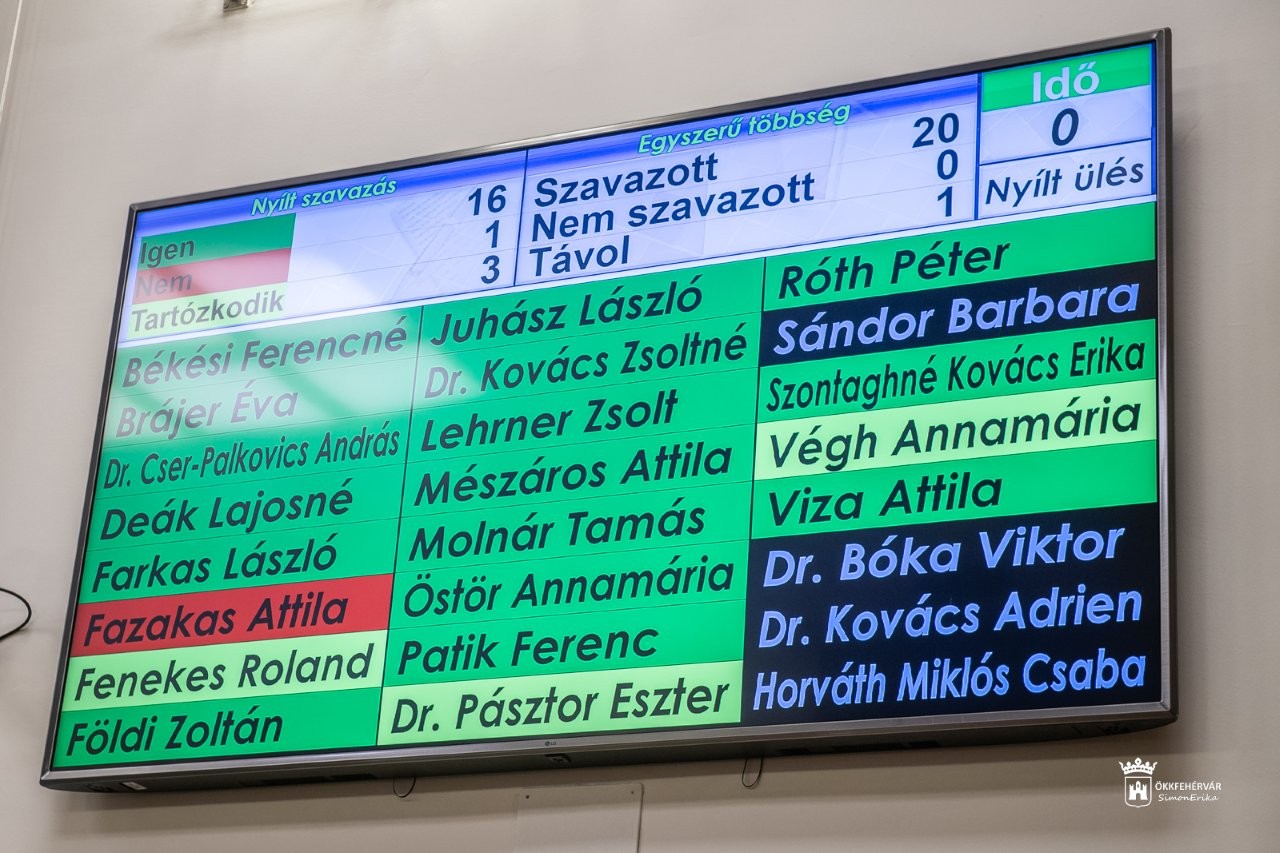 Nyílt szavazás
Igen 16
Nem 1
Tartózkodik 3
Egyszerű többség
Szavazott 20
Nem szavazott 0
Távol 1
Idő
0
Nyílt ülés
Békési Ferencné
Brájer Éva
Dr. Cser-Palkovics András
Deák Lajosné
Farkas László
Fazakas Attila
Fenekes Roland
Földi Zoltán
Juhász László
Dr. Kovács Zsoltné
Lehrner Zsolt
Mészáros Attila
Molnár Tamás
Östör Annamária
Patik Ferenc
Dr. Pásztor Eszter
Róth Péter
Sándor Barbara
Szontaghné Kovács Erika
Végh Annamária
Viza Attila
Dr. Bóka Viktor
Dr. Kovács Adrien
Horváth Miklós Csaba
LG
ÖKKFEHÉRVÁR
SimonErika